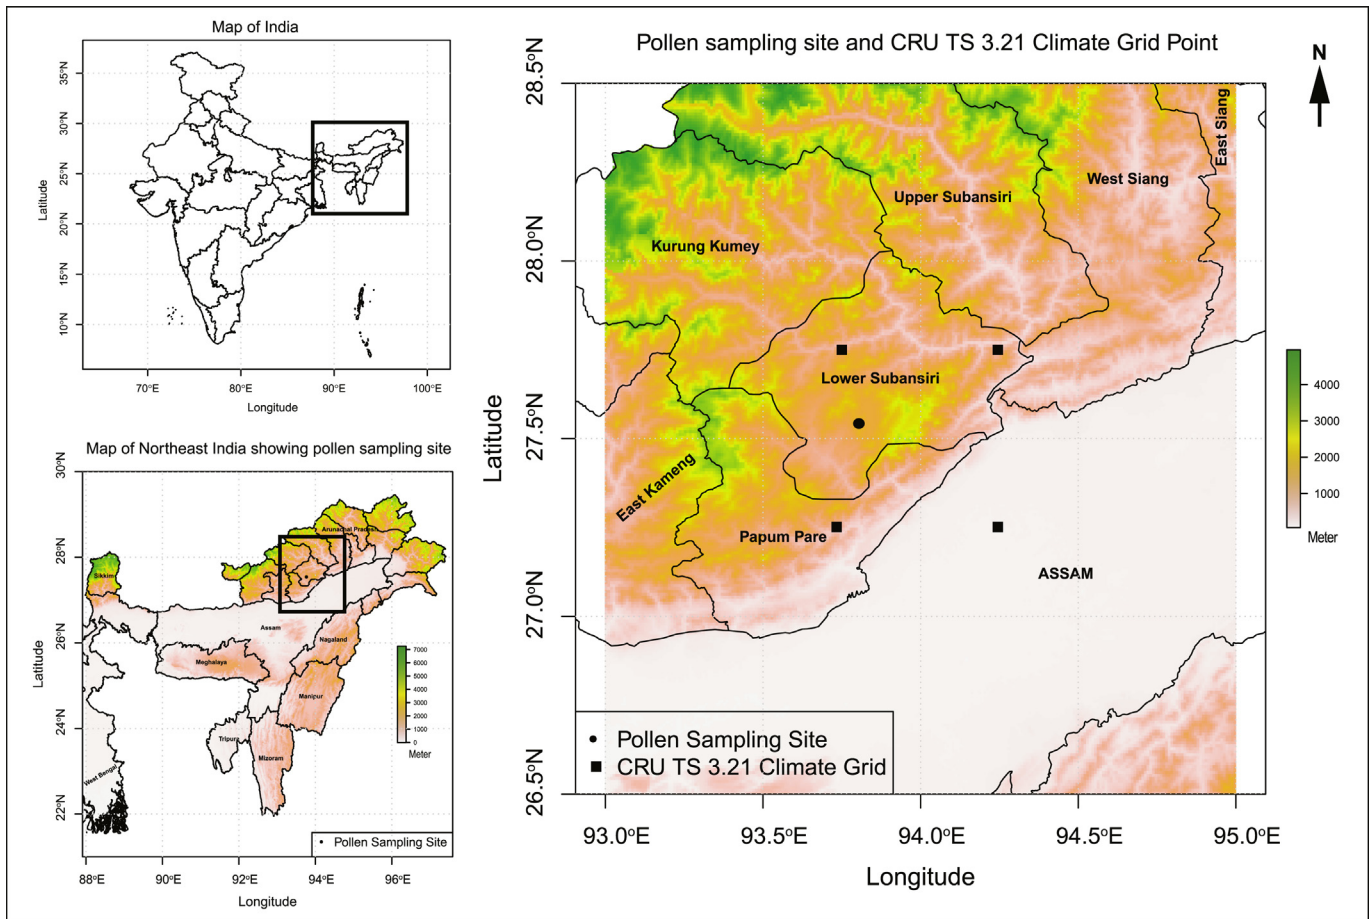 Map of India
35°N
30°N
25°N
20°N
15°N
10°N
Latitude
70°E
80°E
90°E
100°E
Longitude
Map of Northeast India showing pollen sampling site
30°N
28°N
26°N
24°N
22°N
Latitude
Arunachal Pradesh
Sikkim
Assam
Nagaland
Meghalaya
Manipur
Tripura
Mizoram
West Bengal
7000
6000
5000
4000
3000
2000
1000
0
Meter
Pollen Sampling Site
88°E
90°E
92°E
94°E
96°E
Longitude
Pollen sampling site and CRU TS 3.21 Climate Grid Point
N
28.5°N
28.0°N
27.5°N
27.0°N
26.5°N
Latitude
East Siang
West Siang
Upper Subansiri
Kurung Kumey
Lower Subansiri
East Kameng
Papum Pare
ASSAM
4000
3000
2000
1000
Meter
Pollen Sampling Site
CRU TS 3.21 Climate Grid
93.0°E
93.5°E
94.0°E
94.5°E
95.0°E
Longitude